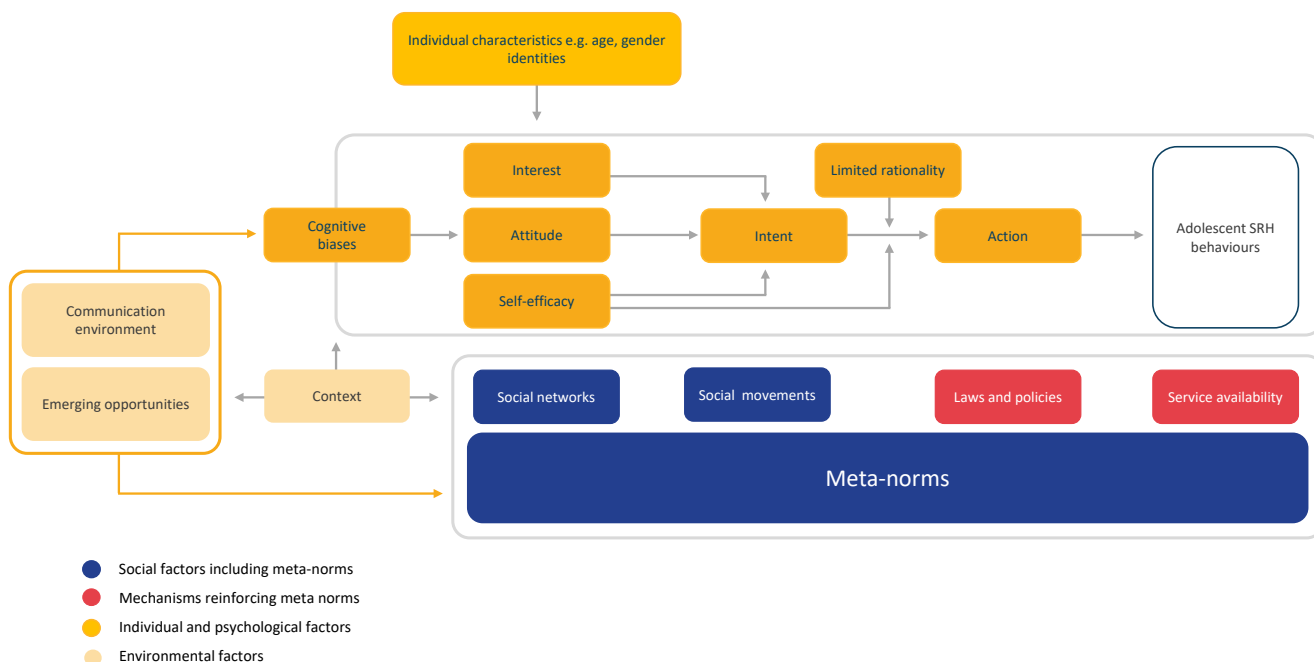 Individual characteristics e.g. age, gender
identities
Interest
Limited rationality
Cognitive
biases
Attitude
Intent
Action
Adolescent SRH
behaviours
Self-efficacy
Communication
environment
Emerging opportunities
Context
Social networks
Social movements
Laws and policies
Service availability
Meta-norms
Social factors including meta-norms
Mechanisms reinforcing meta norms
Individual and psychological factors
Environmental factors